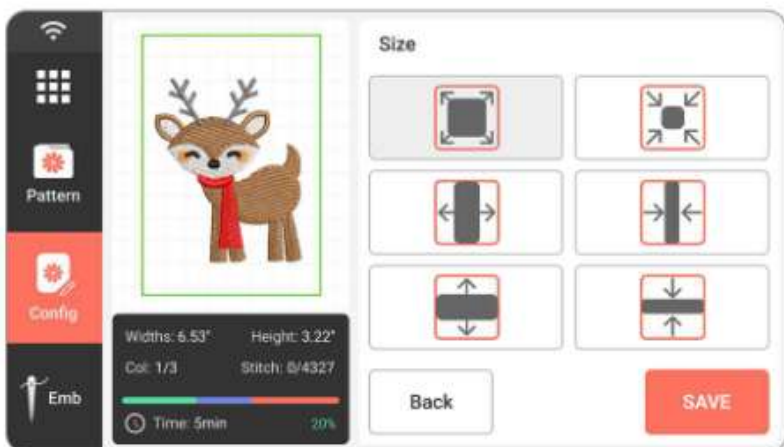 Size
Pattern
Config
Widths: 6.53" Height: 3.22"
Col: 1/3 Stitch: 0/4327
Time: 5min 20%
Emb
Back SAVE